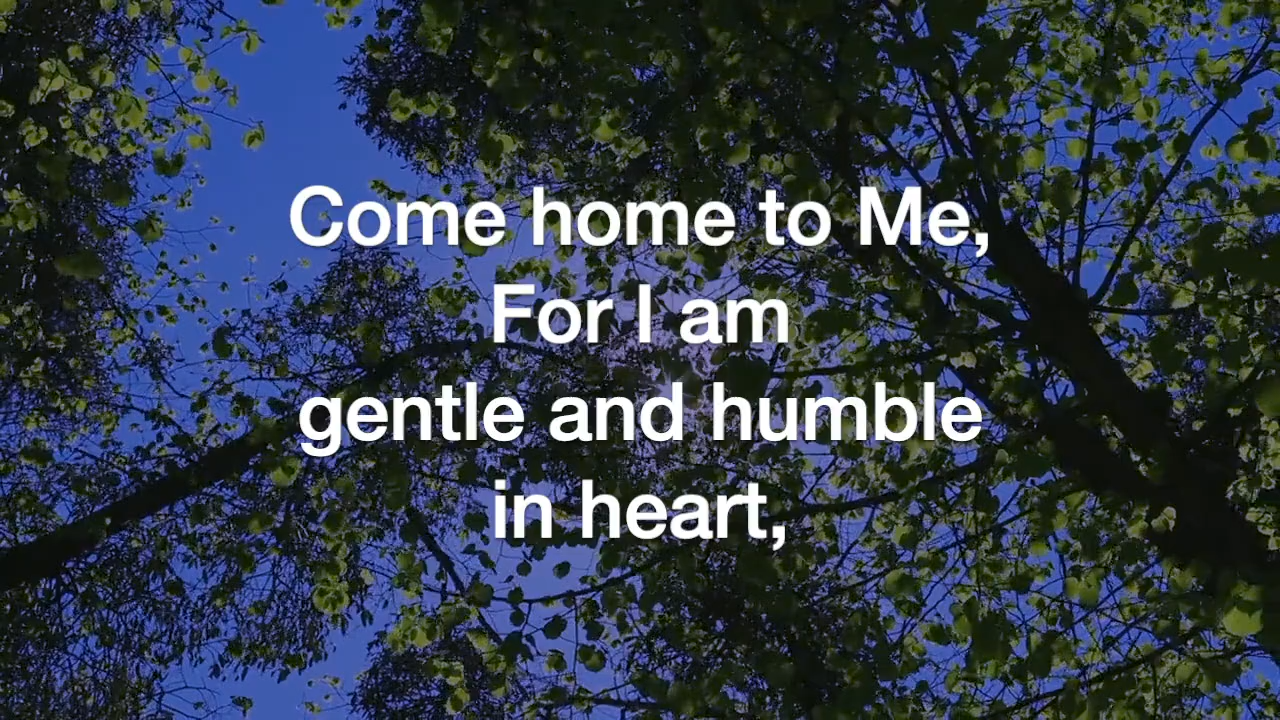 Come home to Me,
For I am
gentle and humble
in heart,